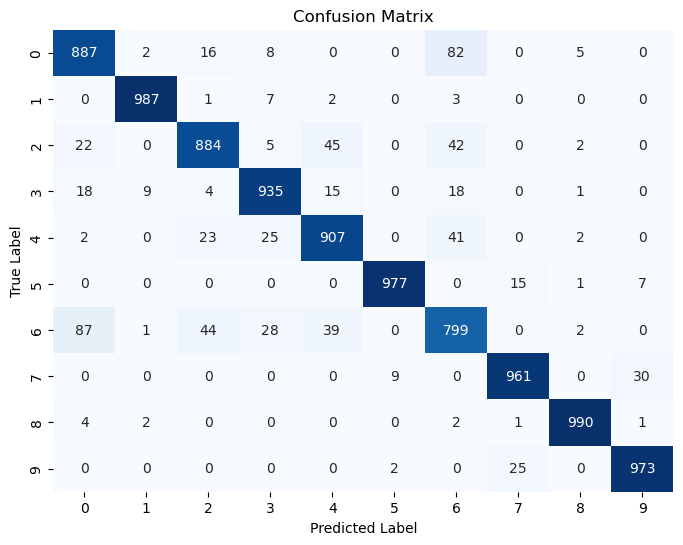 Confusion Matrix
True Label
0 887 2 16 8 0 0 82 0 5 0
1 0 987 1 7 2 0 3 0 0 0
2 22 0 884 5 45 0 42 0 2 0
3 18 9 4 935 15 0 18 0 1 0
4 2 0 23 25 907 0 41 0 2 0
5 0 0 0 0 0 977 0 15 1 7
6 87 1 44 28 39 0 799 0 2 0
7 0 0 0 0 0 9 0 961 0 30
8 4 2 0 0 0 0 2 1 990 1
9 0 0 0 0 0 2 0 25 0 973
0 1 2 3 4 5 6 7 8 9
Predicted Label